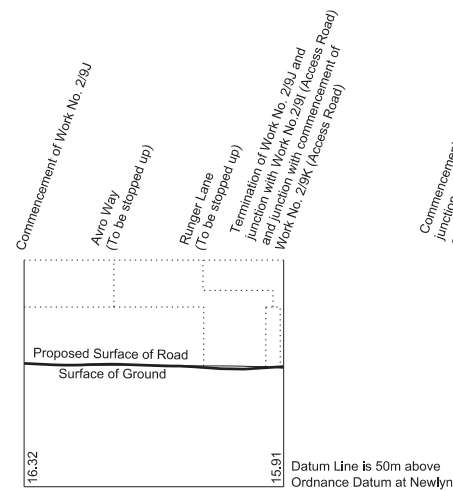 Commencement of Work No. 2/9J
Avro Way
(To be stopped up)
Runger Lane
(To be stopped up)
Termination of Work No. 2/9J and
junction with Work No.2/9I (Access Road)
and junction with commencement of
Work No. 2/9K (Access Road)
Commencement
junction
Proposed Surface of Road
Surface of Ground
16.32
15.91
Datum Line is 50m above
Ordnance Datum at Newlyn